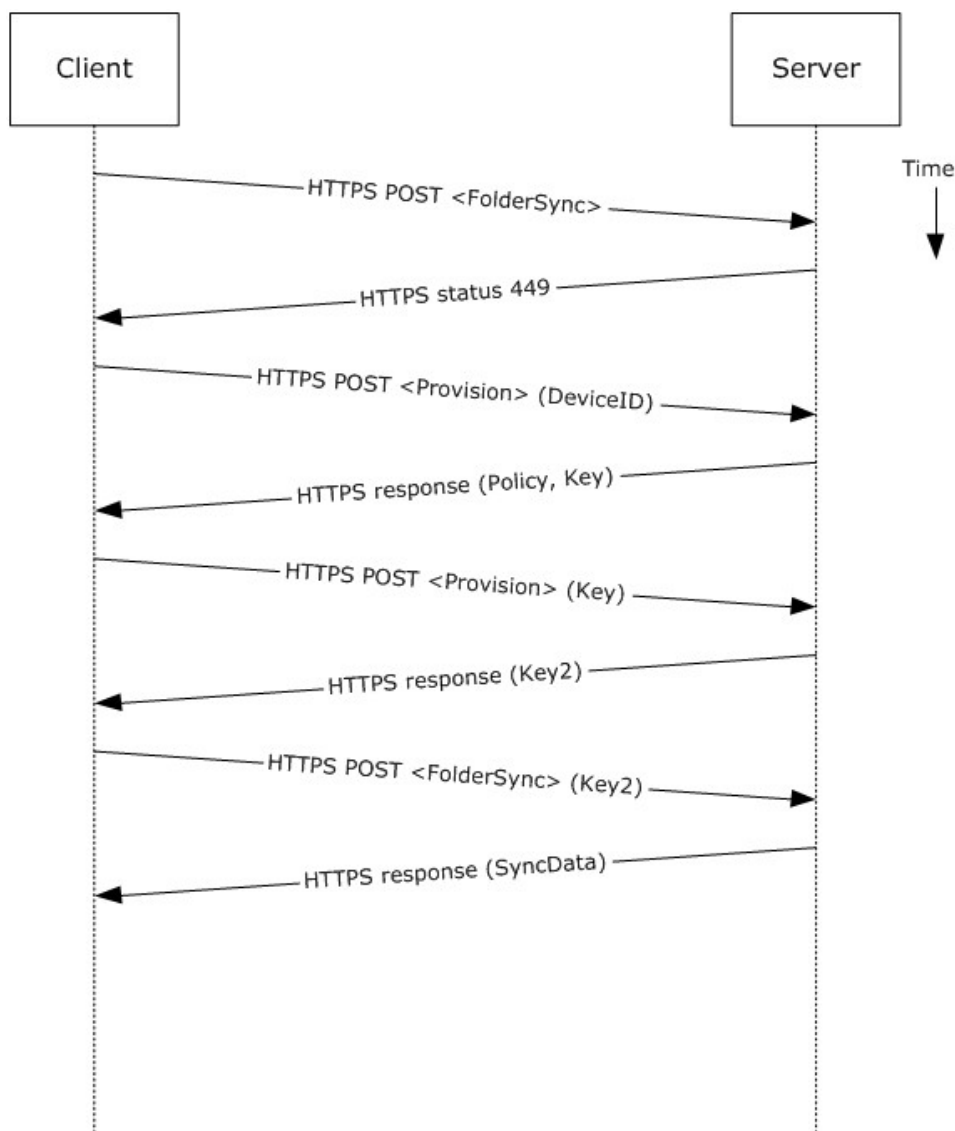 Client
Server
Time
HTTPS POST <FolderSync>
HTTPS status 449
HTTPS POST <Provision> (DeviceID)
HTTPS response (Policy, Key)
HTTPS POST <Provision> (Key)
HTTPS response (Key2)
HTTPS POST <FolderSync> (Key2)
HTTPS response (SyncData)